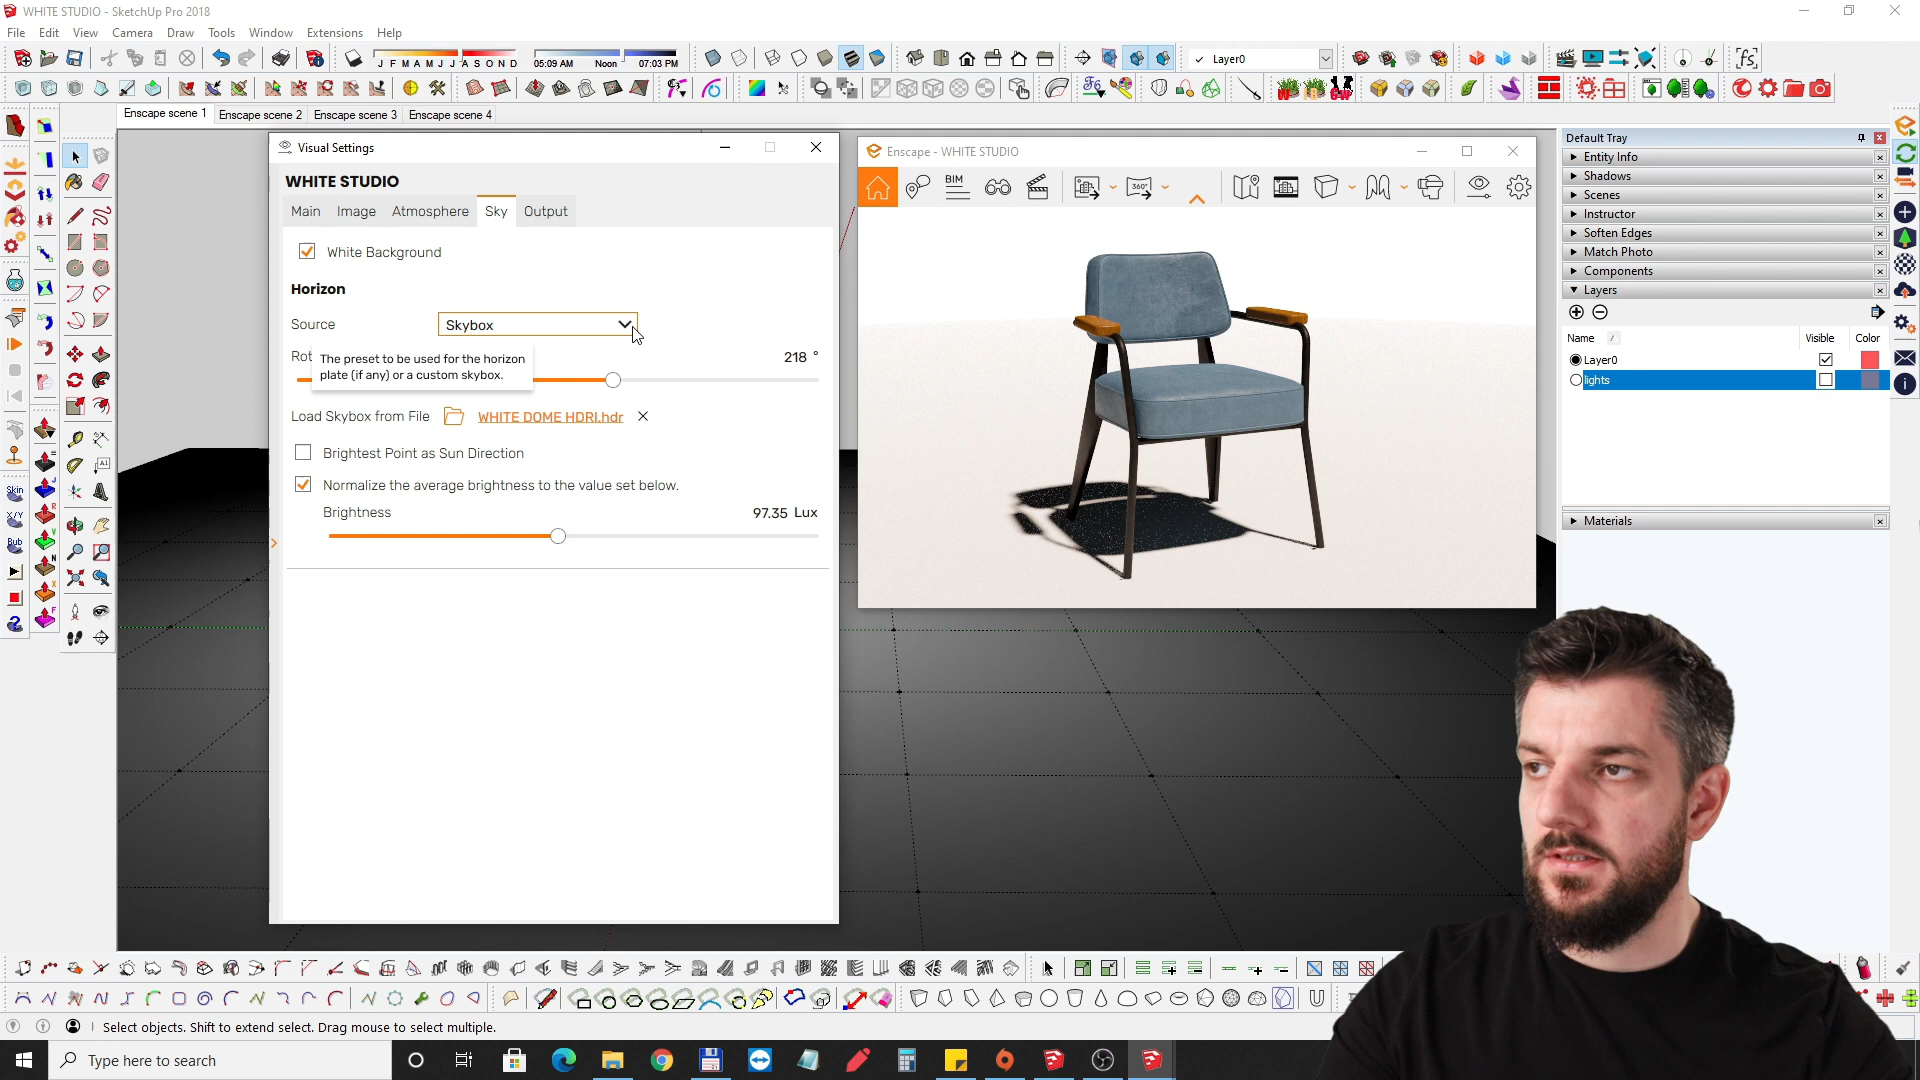 WHITE STUDIO - SketchUp Pro 2018
File Edit View Camera Draw Tools Window Extensions Help
J F M A M J J A S O N D
05:09 AM Noon 07:03 PM
Layer0
Enscape scene 1 Enscape scene 2 Enscape scene 3 Enscape scene 4
Visual Settings
WHITE STUDIO
Main Image Atmosphere Sky Output
White Background
Horizon
Source Skybox
Rot 218 °
The preset to be used for the horizon
plate (if any) or a custom skybox.
Load Skybox from File WHITE DOME HDRI.hdr
Brightest Point as Sun Direction
Normalize the average brightness to the value set below.
Brightness 97.35 Lux
Enscape - WHITE STUDIO
BIM
360°
Default Tray
Entity Info
Shadows
Scenes
Instructor
Soften Edges
Match Photo
Components
Layers
Name Visible Color
Layer0
lights
Materials
Skin
X/Y
Bub
Select objects. Shift to extend select. Drag mouse to select multiple.
Type here to search